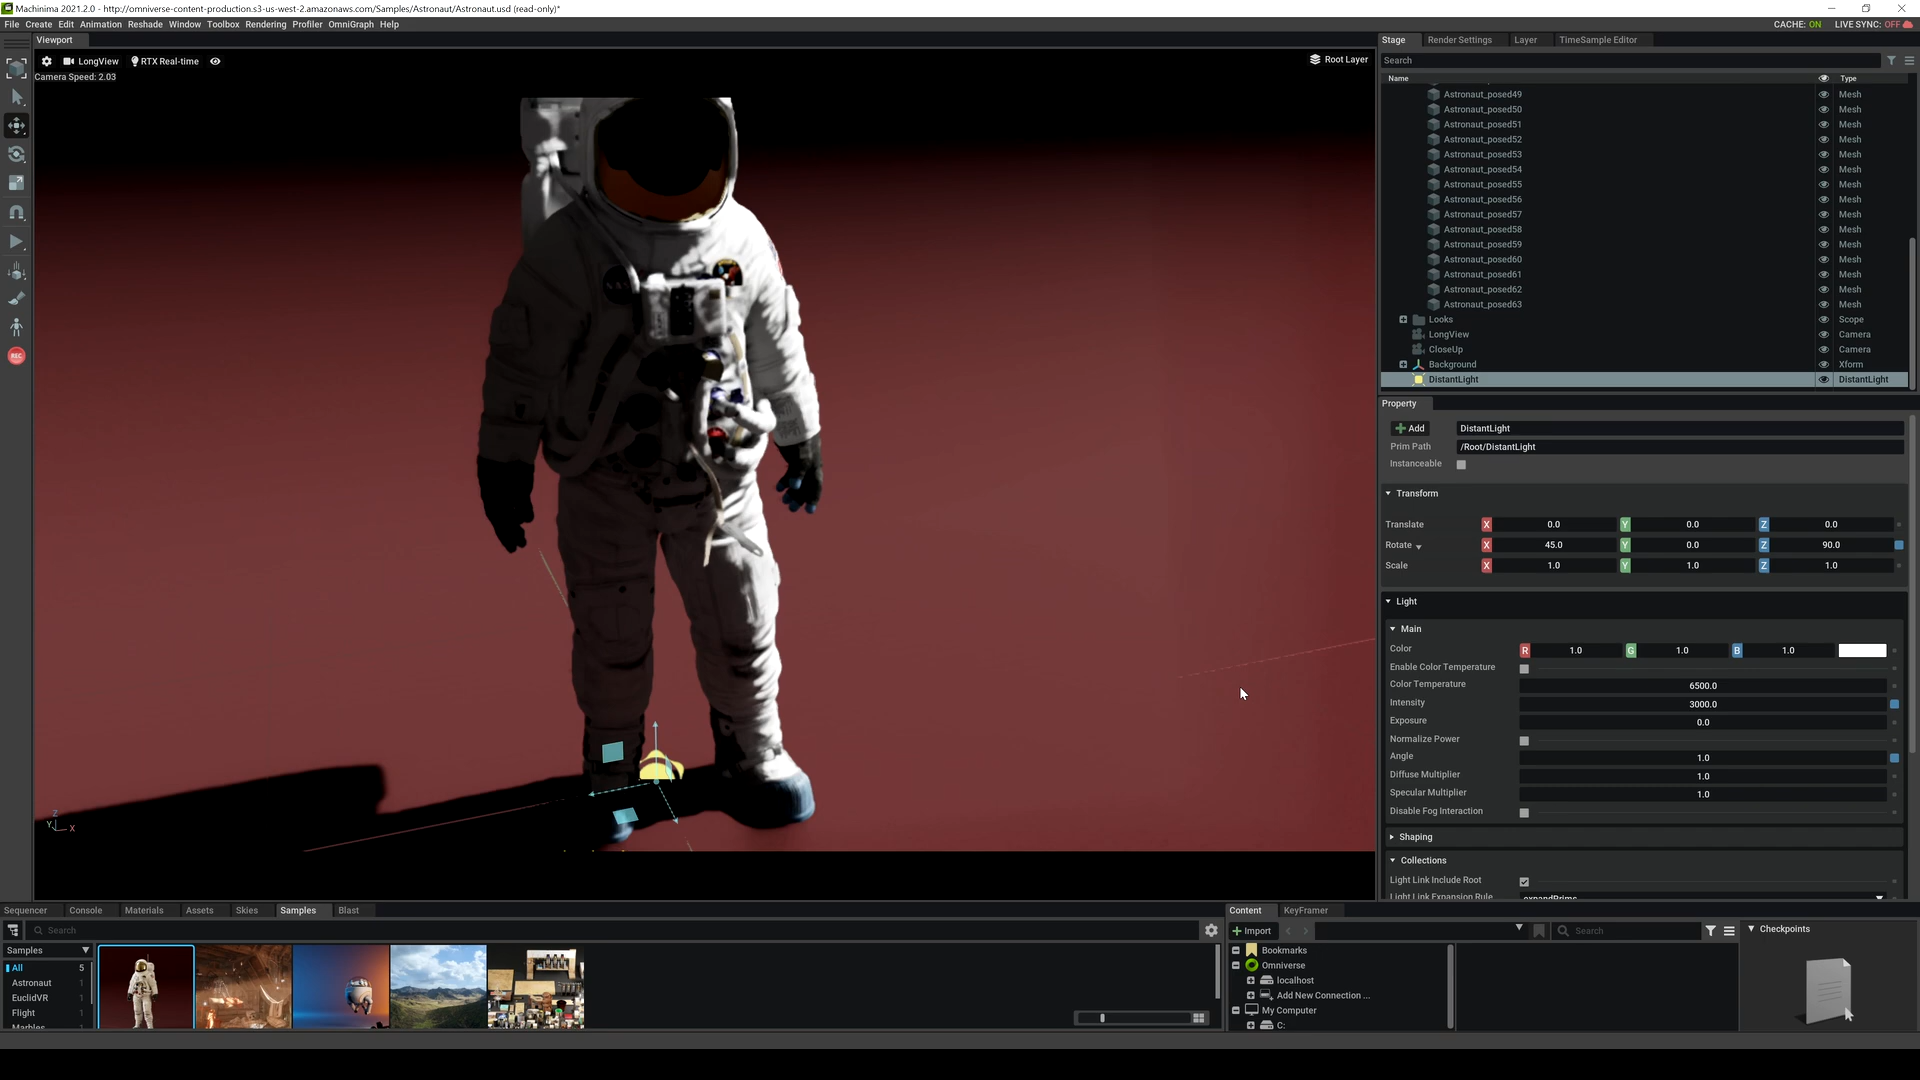 Machinima 2021.2.0 - http://omniverse-content-production.s3-us-west-2.amazonaws.com/Samples/Astronaut/Astronaut.usd (read-only)*
File Create Edit Animation Reshade Window Toolbox Rendering Profiler OmniGraph Help
CACHE: ON LIVE SYNC: OFF
Viewport
LongView RTX Real-time
Root Layer
Camera Speed: 2.03
REC
Z
Y X
Stage Render Settings Layer TimeSample Editor
Search
Name Type
Astronaut_posed49 Mesh
Astronaut_posed50 Mesh
Astronaut_posed51 Mesh
Astronaut_posed52 Mesh
Astronaut_posed53 Mesh
Astronaut_posed54 Mesh
Astronaut_posed55 Mesh
Astronaut_posed56 Mesh
Astronaut_posed57 Mesh
Astronaut_posed58 Mesh
Astronaut_posed59 Mesh
Astronaut_posed60 Mesh
Astronaut_posed61 Mesh
Astronaut_posed62 Mesh
Astronaut_posed63 Mesh
Looks Scope
LongView Camera
CloseUp Camera
Background Xform
DistantLight DistantLight
Property
Add DistantLight
Prim Path /Root/DistantLight
Instanceable
Transform
Translate X 0.0 Y 0.0 Z 0.0
Rotate X 45.0 Y 0.0 Z 90.0
Scale X 1.0 Y 1.0 Z 1.0
Light
Main
Color R 1.0 G 1.0 B 1.0
Enable Color Temperature
Color Temperature 6500.0
Intensity 3000.0
Exposure 0.0
Normalize Power
Angle 1.0
Diffuse Multiplier 1.0
Specular Multiplier 1.0
Disable Fog Interaction
Shaping
Collections
Light Link Include Root
Light Link Expansion Rule expandPrims
Sequencer Console Materials Assets Skies Samples Blast
Search
Samples
All 5
Astronaut 1
EuclidVR 1
Flight 1
Marbles 1
Content KeyFramer
Import
Search
Bookmarks
Omniverse
localhost
Add New Connection ...
My Computer
C:
Checkpoints